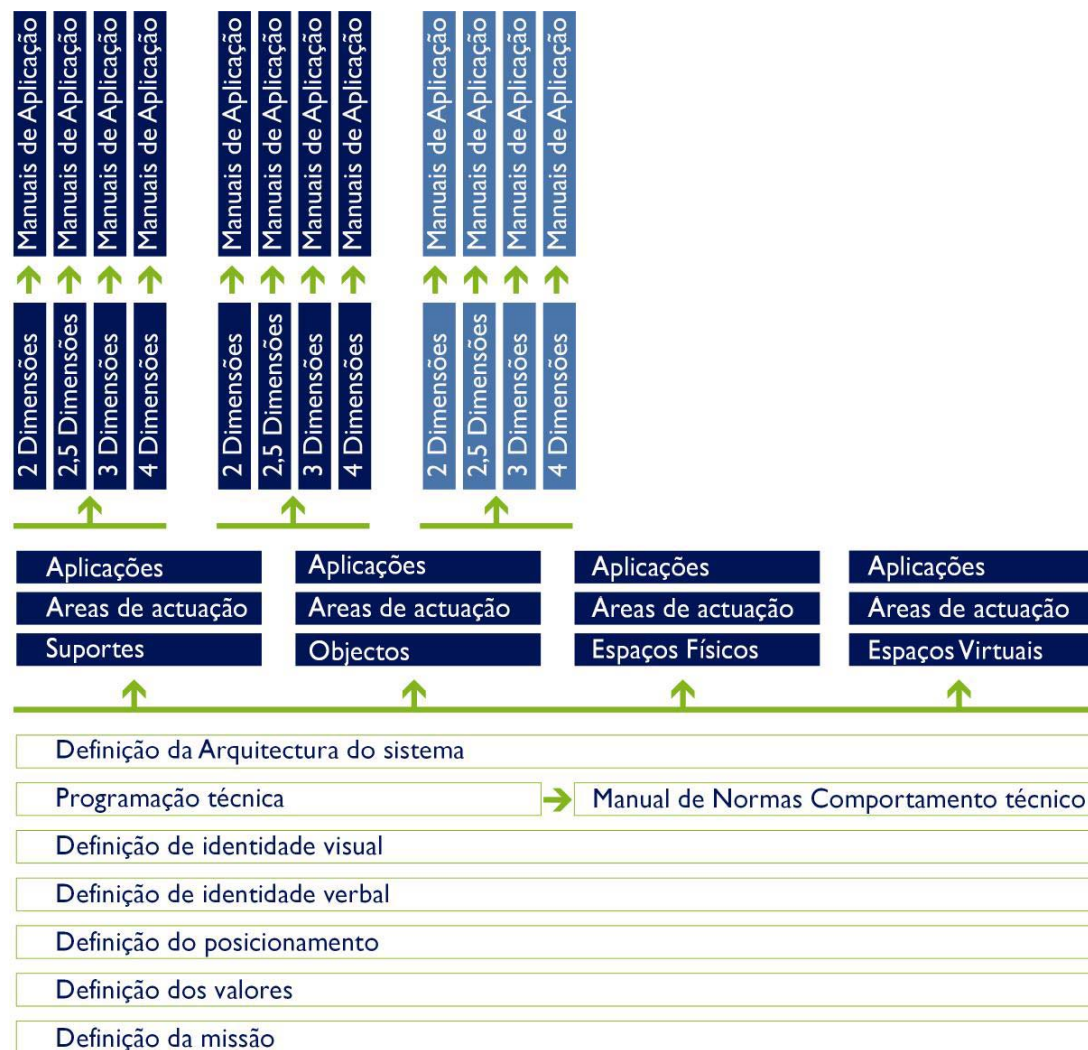 Manuais de Aplicação
Manuais de Aplicação
Manuais de Aplicação
Manuais de Aplicação
Manuais de Aplicação
Manuais de Aplicação
Manuais de Aplicação
Manuais de Aplicação
Manuais de Aplicação
Manuais de Aplicação
Manuais de Aplicação
Manuais de Aplicação
2 Dimensões
2,5 Dimensões
3 Dimensões
4 Dimensões
2 Dimensões
2,5 Dimensões
3 Dimensões
4 Dimensões
2 Dimensões
2,5 Dimensões
3 Dimensões
4 Dimensões
Aplicações
Áreas de actuação
Suportes
Aplicações
Áreas de actuação
Objectos
Aplicações
Áreas de actuação
Espaços Físicos
Aplicações
Áreas de actuação
Espaços Virtuais
Definição da Arquitectura do sistema
Programação técnica
Manual de Normas Comportamento técnico
Definição de identidade visual
Definição de identidade verbal
Definição do posicionamento
Definição dos valores
Definição da missão